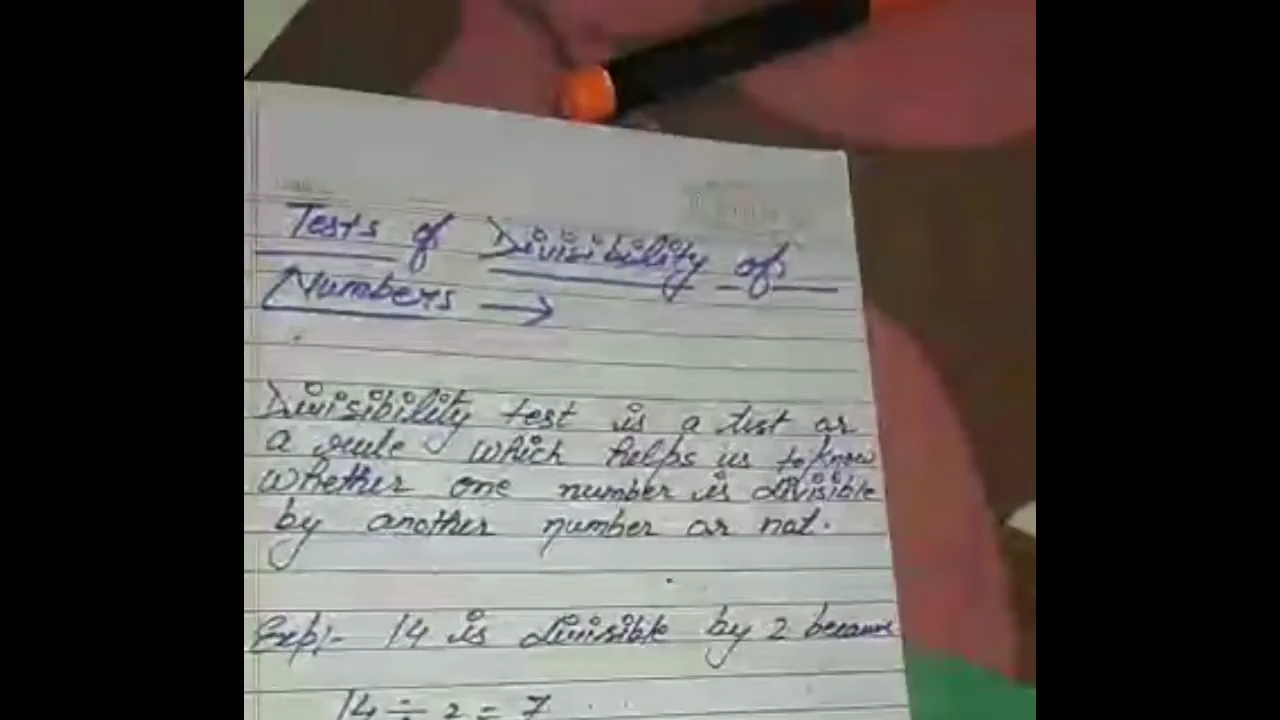 Tests of Divisibility of
Numbers →
Divisibility test is a test or
a rule which helps us to know
whether one number is divisible
by another number or not.
Exp:- 14 is divisible by 2 because
14 ÷ 2 = 7